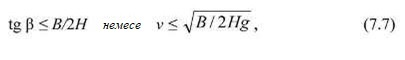 tg β ≤ B/2H немесе ν ≤ √B / 2Hg , (7.7)